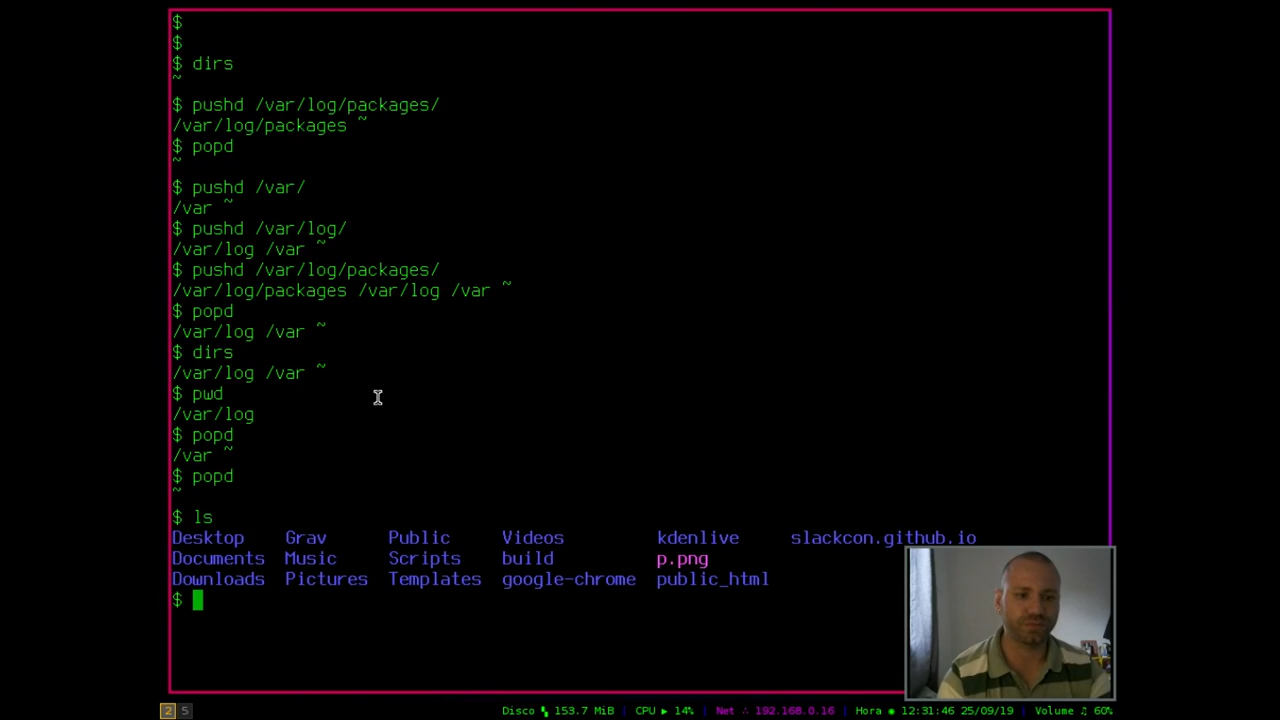 $
$
$ dirs
~
$ pushd /var/log/packages/
/var/log/packages ~
$ popd
~
$ pushd /var/
/var ~
$ pushd /var/log/
/var/log /var ~
$ pushd /var/log/packages/
/var/log/packages /var/log /var ~
$ popd
/var/log /var ~
$ dirs
/var/log /var ~
$ pwd
/var/log
$ popd
/var ~
$ popd
~
$ ls
Desktop Grav Public Videos kdenlive slackcon.github.io
Documents Music Scripts build p.png
Downloads Pictures Templates google-chrome public_html
$
2 5 Disco 153.7 MiB | CPU ▶ 14% | Net ∴ 192.168.0.16 | Hora ◉ 12:31:46 25/09/19 | Volume ♫ 60%